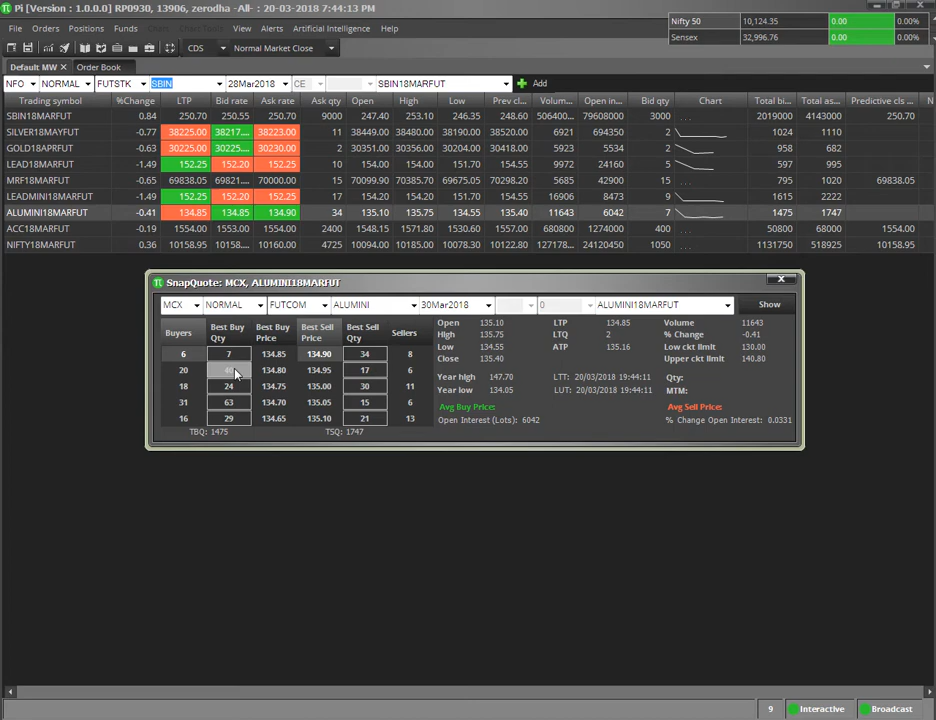 Pi [Version : 1.0.0.0] RP0930, 13906, zerodha -All- : 20-03-2018 7:44:13 PM
Nifty 50 10,124.35 0.00 0.00%
Sensex 32,996.76 0.00 0.00%
File Orders Positions Funds Charts Chart Tools View Alerts Artificial Intelligence Help
CDS Normal Market Close
Default MW Order Book
NFO NORMAL FUTSTK SBIN 28Mar2018 CE SBIN18MARFUT Add
Trading symbol %Change LTP Bid rate Ask rate Ask qty Open High Low Prev cl... Volum... Open in... Bid qty Chart Total bi... Total as... Predictive cls ... N
SBIN18MARFUT 0.84 250.70 250.55 250.70 9000 247.40 253.10 246.35 248.60 506400... 79608000 3000 ... 2019000 4143000 250.70
SILVER18MAYFUT -0.77 38225.00 38217.... 38223.00 11 38449.00 38480.00 38190.00 38520.00 6921 694350 2 1024 1110
GOLD18APRFUT -0.63 30225.00 30225.... 30230.00 2 30351.00 30356.00 30204.00 30418.00 5923 5534 2 958 682
LEAD18MARFUT -1.49 152.25 152.20 152.25 10 154.00 154.00 151.70 154.55 9972 24160 5 597 995
MRF18MARFUT -0.65 69838.05 69821.... 70000.00 15 70099.90 70385.70 69675.05 70298.20 5685 42900 15 ... 795 1020 69838.05
LEADMINI18MARFUT -1.49 152.25 152.20 152.25 17 154.20 154.20 151.75 154.55 16906 8473 9 1615 2222
ALUMINI18MARFUT -0.41 134.85 134.85 134.90 34 135.10 135.75 134.55 135.40 11643 6042 7 1475 1747
ACC18MARFUT -0.19 1554.00 1553.00 1554.00 2400 1548.15 1571.80 1530.60 1557.00 680800 1274000 400 ... 50800 68000 1554.00
NIFTY18MARFUT 0.36 10158.95 10158.... 10160.00 4725 10094.00 10185.00 10078.30 10122.80 127178... 24120450 1050 ... 1131750 518925 10158.95
SnapQuote: MCX, ALUMINI18MARFUT
MCX NORMAL FUTCOM ALUMINI 30Mar2018 0 ALUMINI18MARFUT Show
Buyers Best Buy Qty Best Buy Price Best Sell Price Best Sell Qty Sellers
6 7 134.85 134.90 34 8
20 134.80 134.95 17 6
18 24 134.75 135.00 30 11
31 63 134.70 135.05 15 6
16 29 134.65 135.10 21 13
TBQ: 1475 TSQ: 1747
Open 135.10 LTP 134.85 Volume 11643
High 135.75 LTQ 2 % Change -0.41
Low 134.55 ATP 135.16 Low ckt limit 130.00
Close 135.40 Upper ckt limit 140.80
Year high 147.70 LTT: 20/03/2018 19:44:11 Qty:
Year low 134.05 LUT: 20/03/2018 19:44:11 MTM:
Avg Buy Price: Avg Sell Price:
Open Interest (Lots): 6042 % Change Open Interest: 0.0331
9 Interactive Broadcast